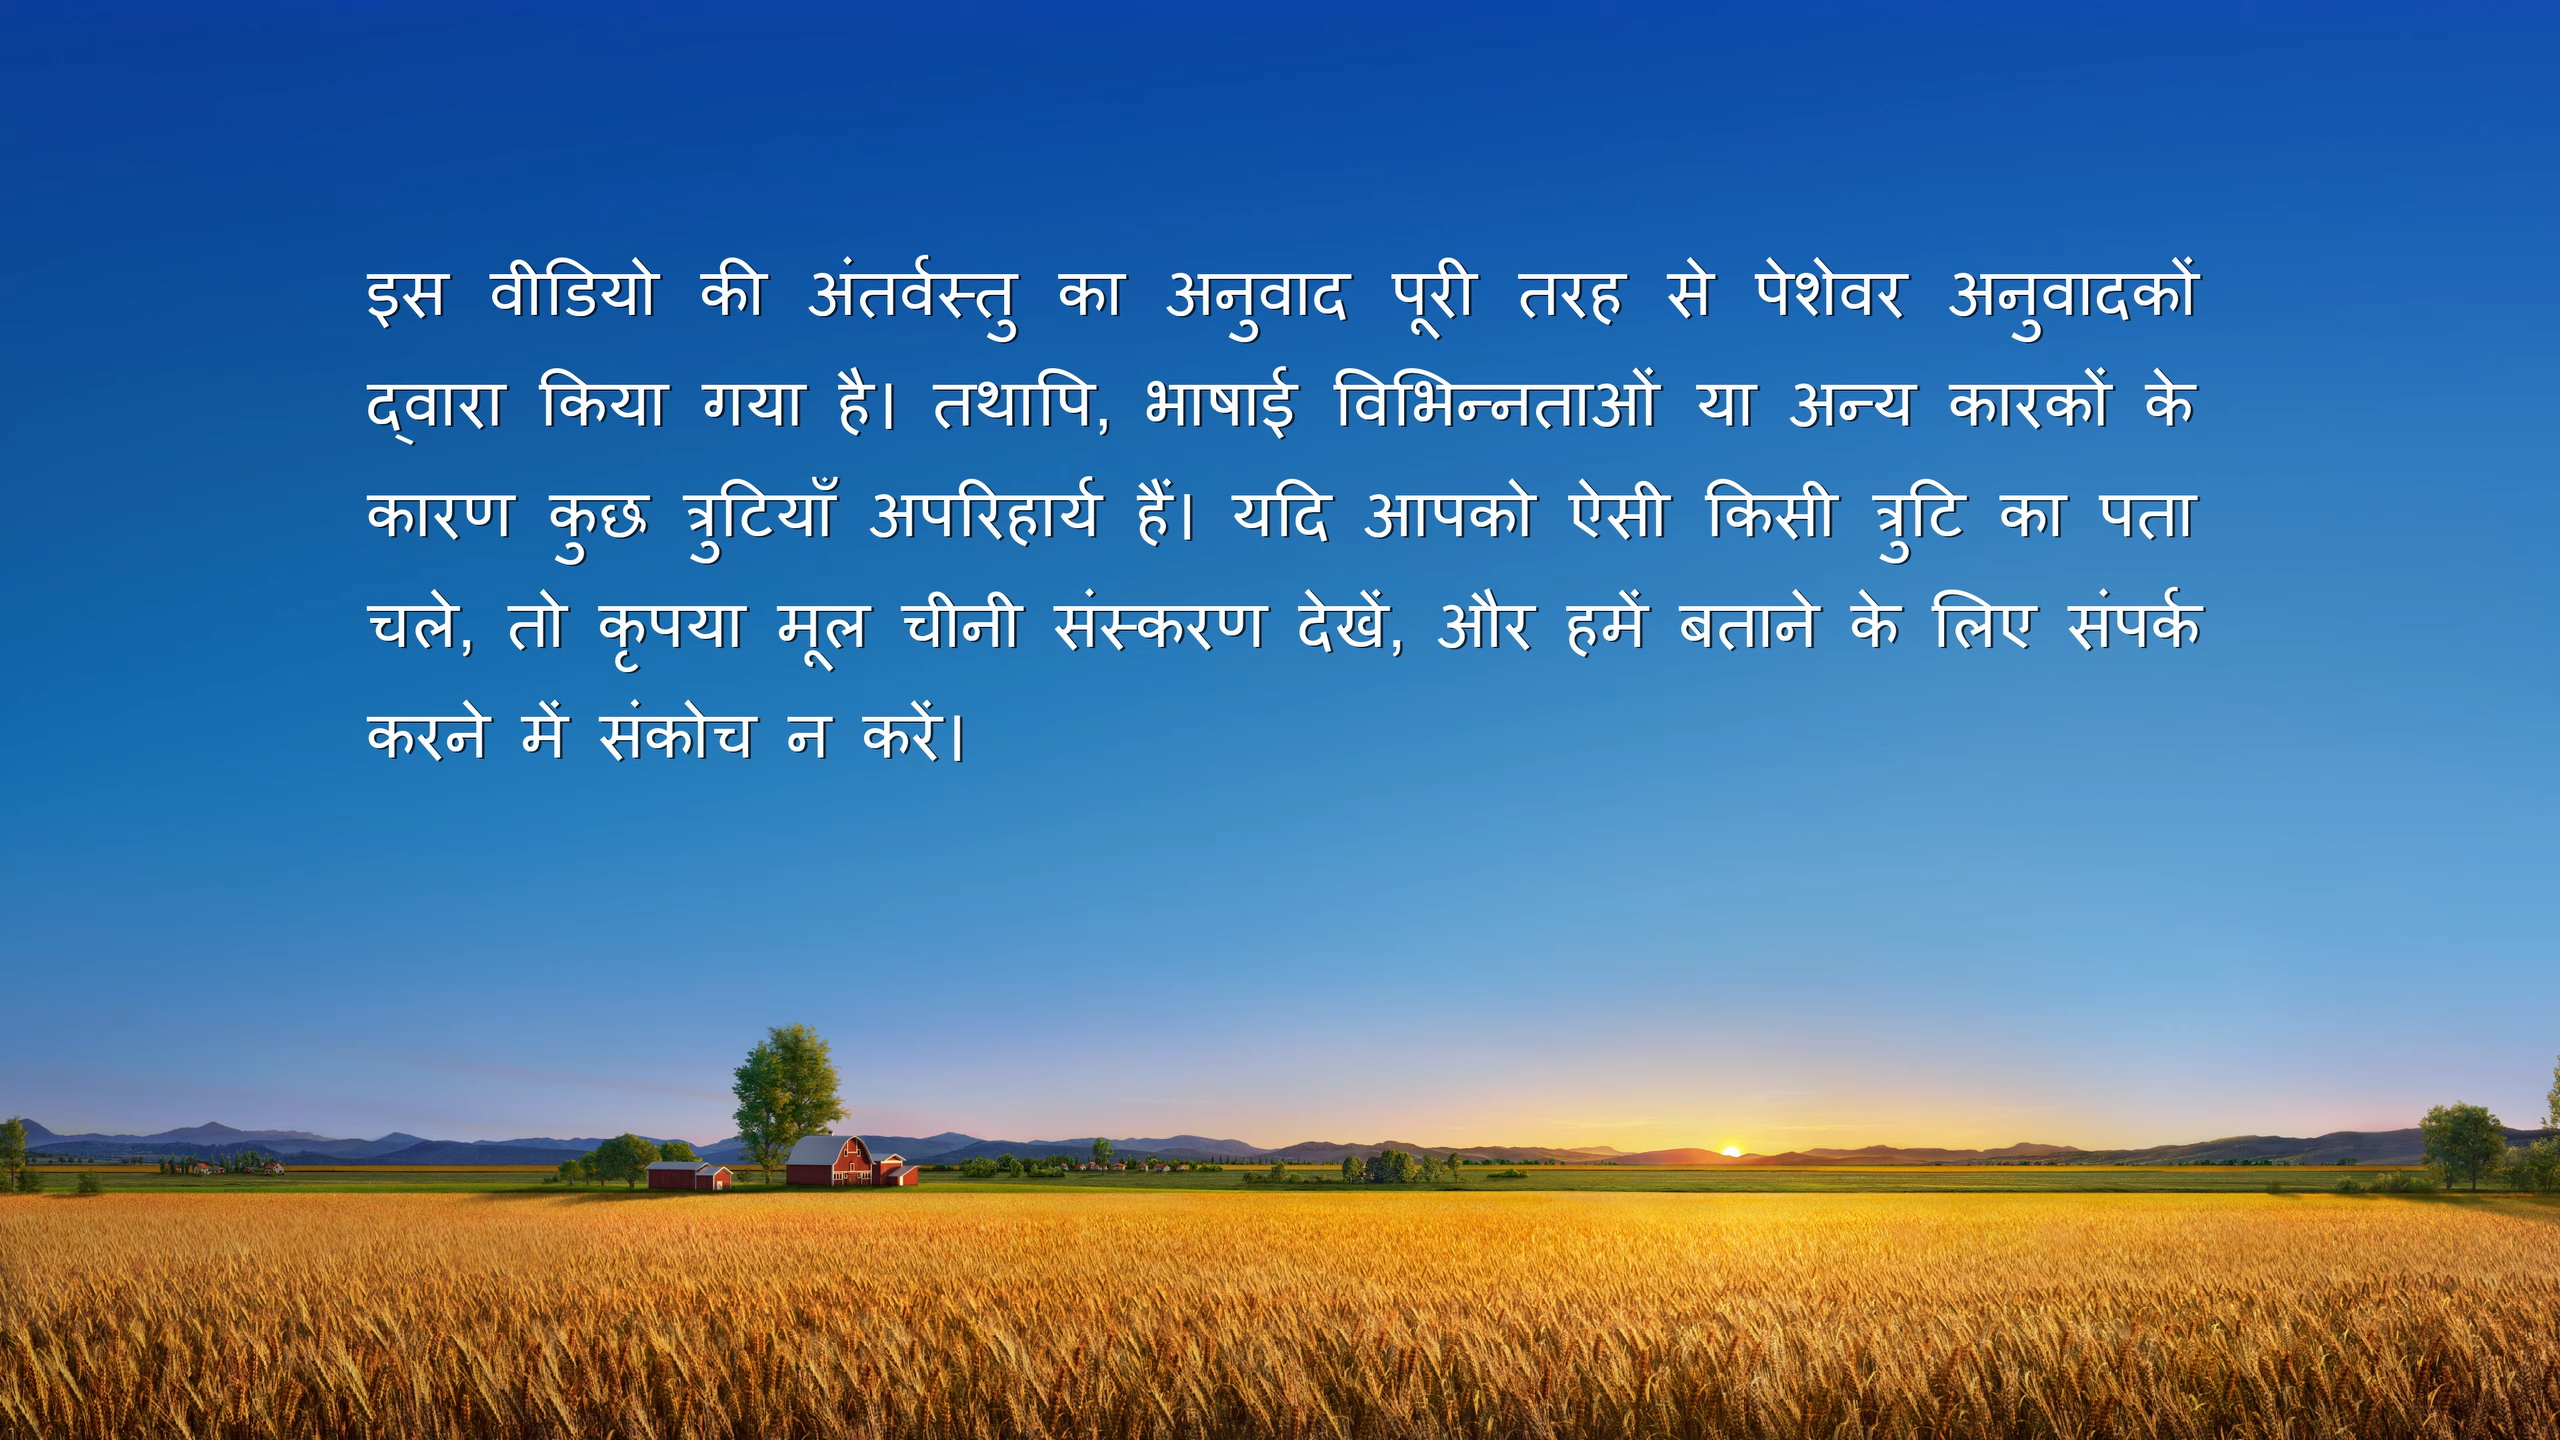 इस वीडियो की अंतर्वस्तु का अनुवाद पूरी तरह से पेशेवर अनुवादकों
द्वारा किया गया है। तथापि, भाषाई विभिन्नताओं या अन्य कारकों के
कारण कुछ त्रुटियाँ अपरिहार्य हैं। यदि आपको ऐसी किसी त्रुटि का पता
चले, तो कृपया मूल चीनी संस्करण देखें, और हमें बताने के लिए संपर्क
करने में संकोच न करें।